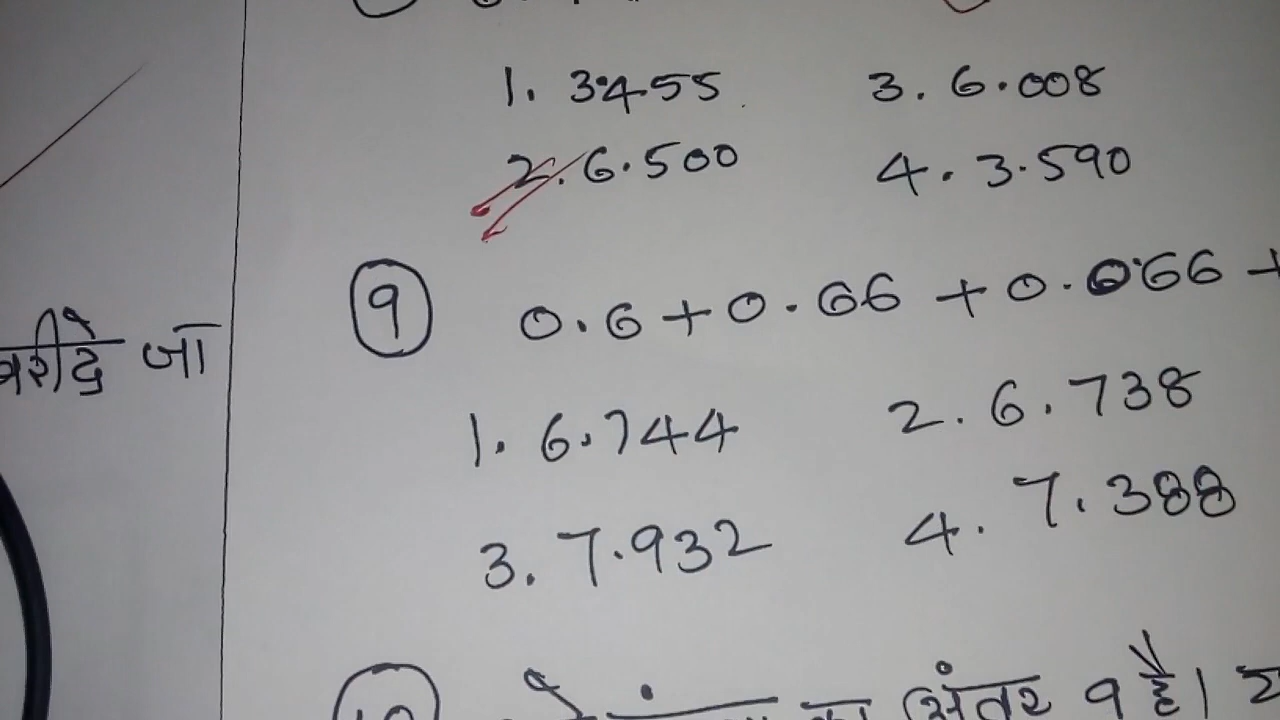 1. 3.455 3. 6.008
2. 6.500 4. 3.590
9 0.6 + 0.66 + 0.066 +
जो
1. 6.744 2. 6.738
3. 7.932 4. 7.388
10 का अंतर 9 है।